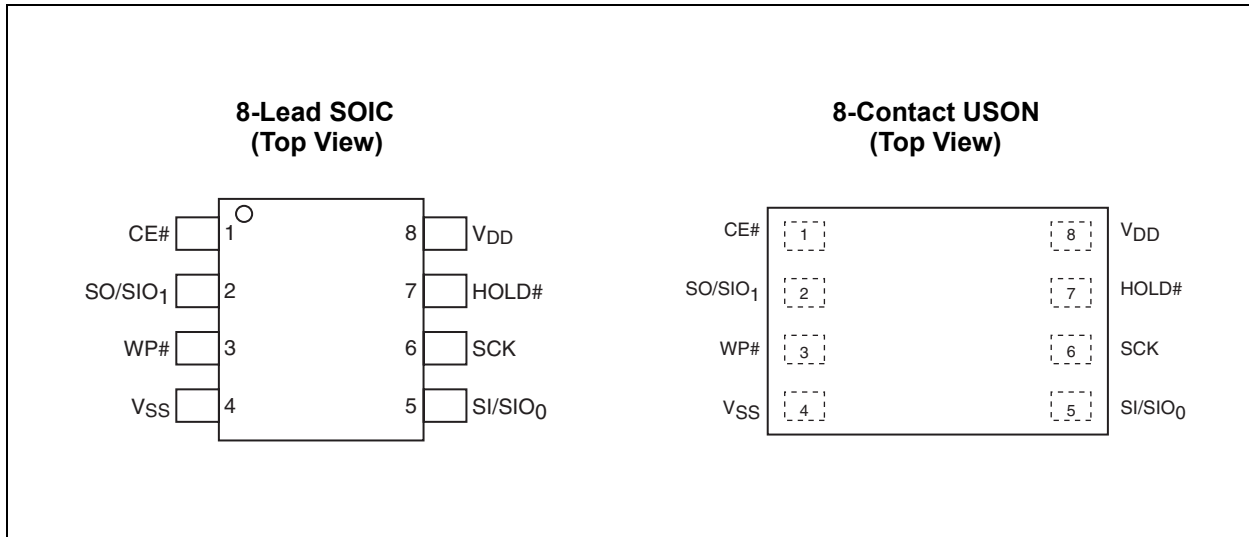 8-Lead SOIC
(Top View)
CE# 1 8 VDD
SO/SIO1 2 7 HOLD#
WP# 3 6 SCK
VSS 4 5 SI/SIO0
8-Contact USON
(Top View)
CE# 1 8 VDD
SO/SIO1 2 7 HOLD#
WP# 3 6 SCK
VSS 4 5 SI/SIO0